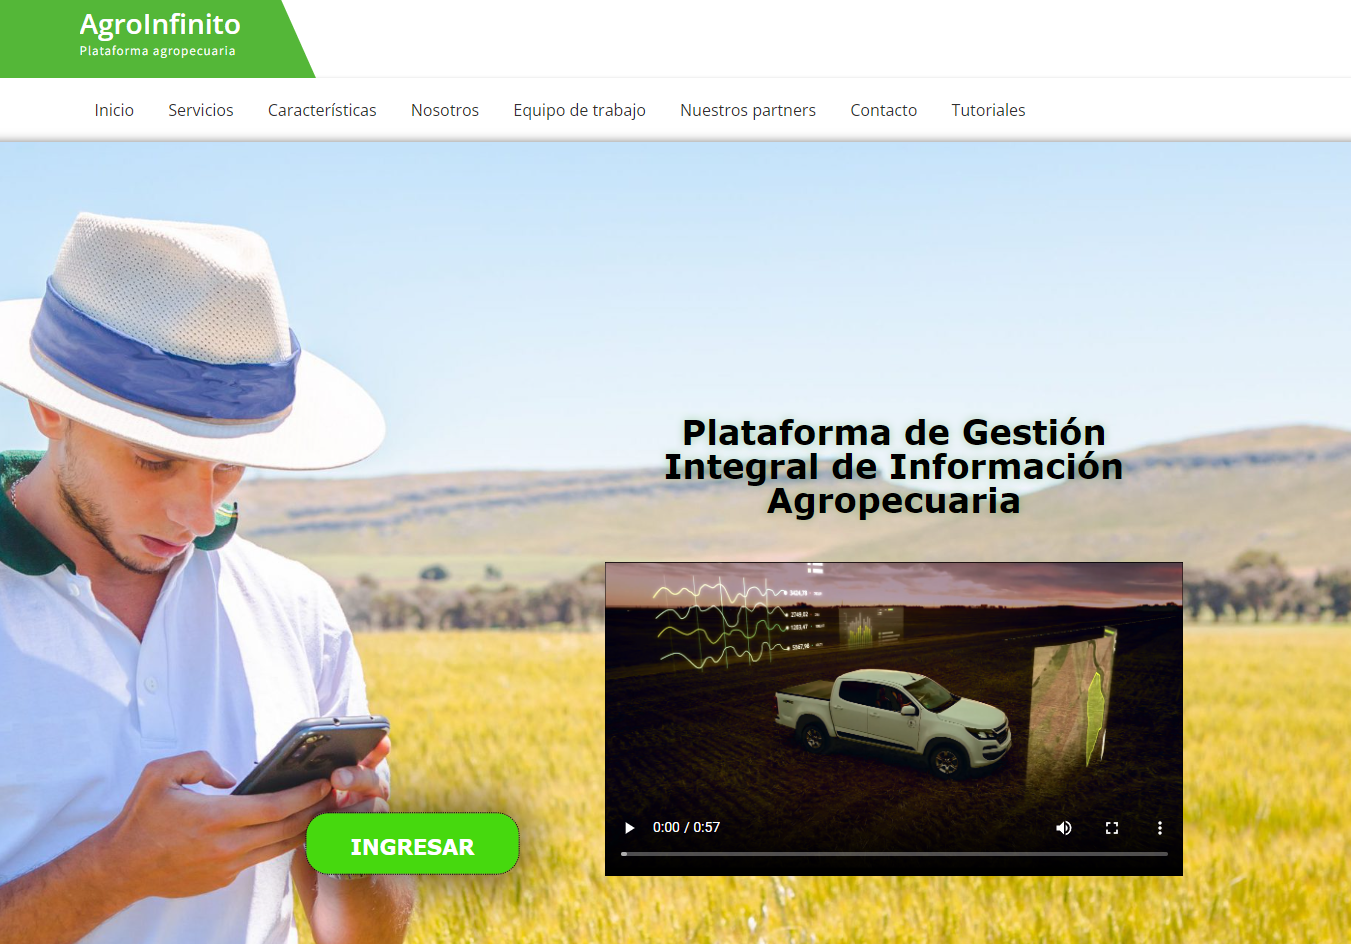 AgroInfinito
Plataforma agropecuaria
Inicio Servicios Características Nosotros Equipo de trabajo Nuestros partners Contacto Tutoriales
Plataforma de Gestión
Integral de Información
Agropecuaria
INGRESAR
0:00 / 0:57